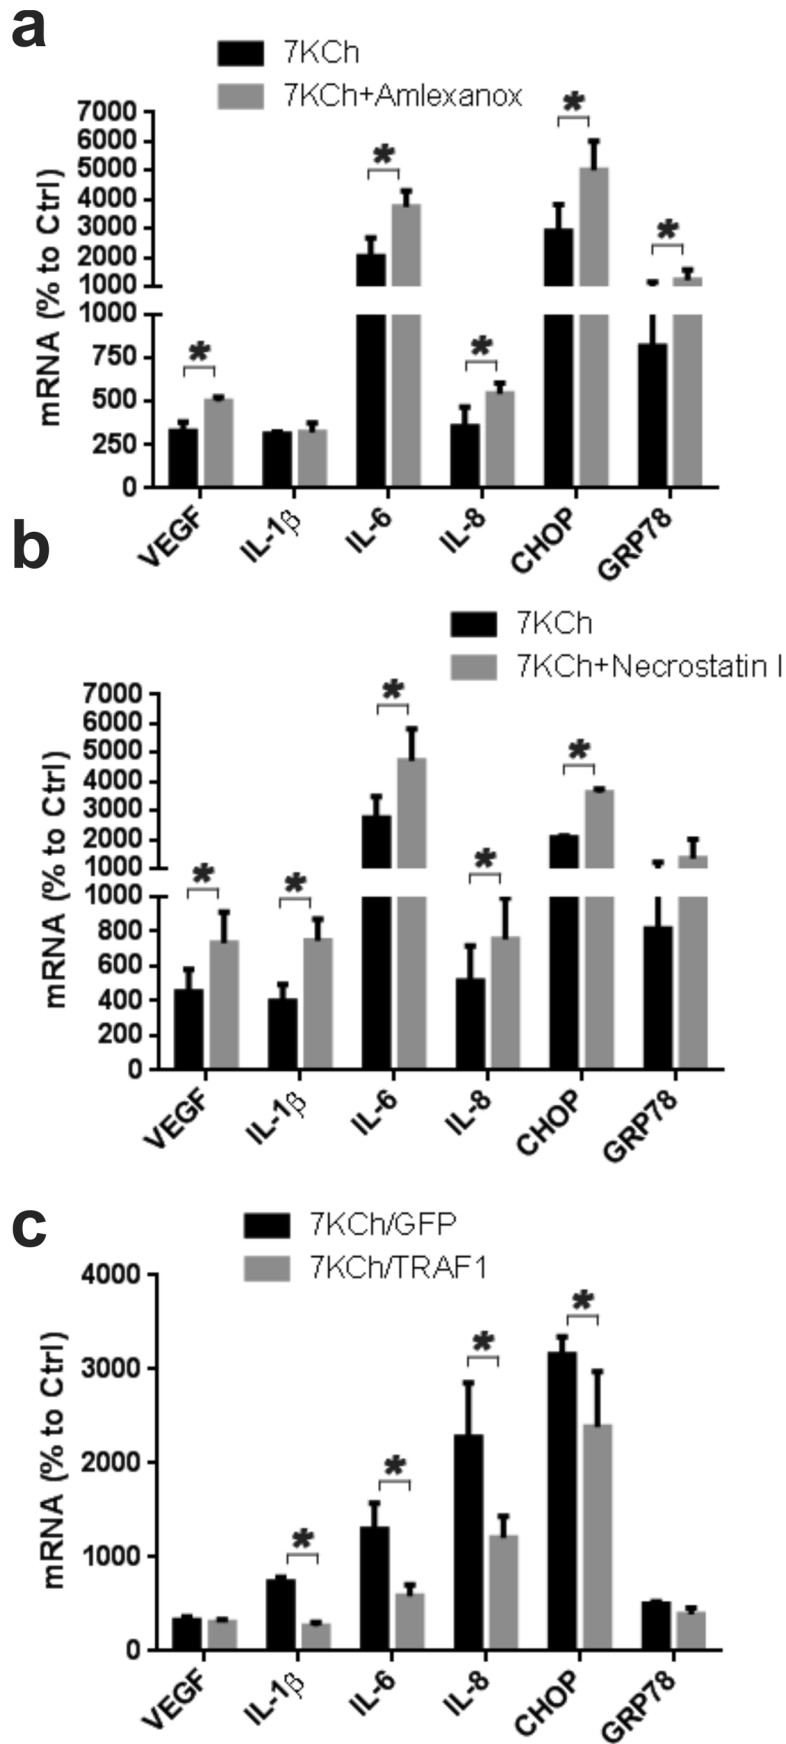 a
7KCh
7KCh+Amlexanox
mRNA (% to Ctrl)
7000
6000
5000
4000
3000
2000
1000
1000
750
500
250
0
* * * * *
VEGF IL-1β IL-6 IL-8 CHOP GRP78
b
7KCh
7KCh+Necrostatin I
mRNA (% to Ctrl)
7000
6000
5000
4000
3000
2000
1000
1000
800
600
400
200
0
* * * * *
VEGF IL-1β IL-6 IL-8 CHOP GRP78
c
7KCh/GFP
7KCh/TRAF1
mRNA (% to Ctrl)
4000
3000
2000
1000
0
* * * *
VEGF IL-1β IL-6 IL-8 CHOP GRP78